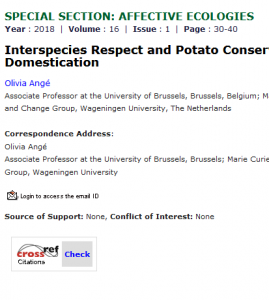 SPECIAL SECTION: AFFECTIVE ECOLOGIES
Year : 2018 | Volume : 16 | Issue : 1 | Page : 30-40
Interspecies Respect and Potato Conser
Domestication
Olivia Angé
Associate Professor at the University of Brussels, Brussels, Belgium; M
and Change Group, Wageningen University, The Netherlands
Correspondence Address:
Olivia Angé
Associate Professor at the University of Brussels, Brussels; Marie Curie
Group, Wageningen University
Login to access the email ID
Source of Support: None, Conflict of Interest: None
crossref
Citations
Check